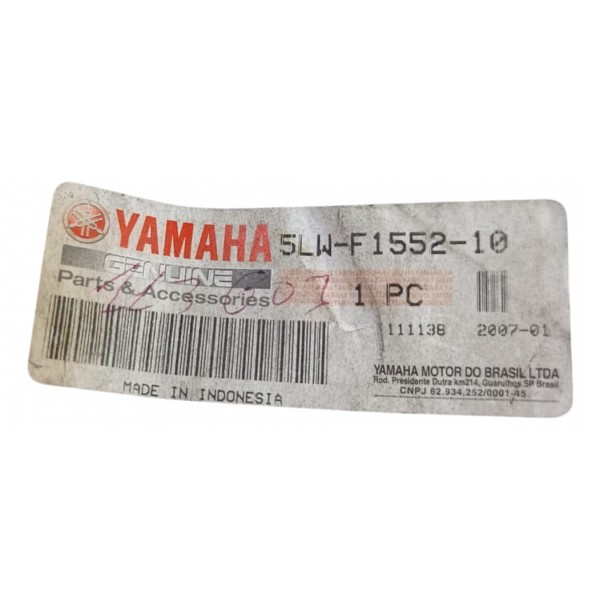 YAMAHA 5LW-F1552-10
GENUINE
Parts & Accessories 1 PC
111138 2007-01
YAMAHA MOTOR DO BRASIL LTDA
Rod. Presidente Dutra km214, Guarulhos SP Brasil
CNPJ 62.934.252/0001-45
MADE IN INDONESIA